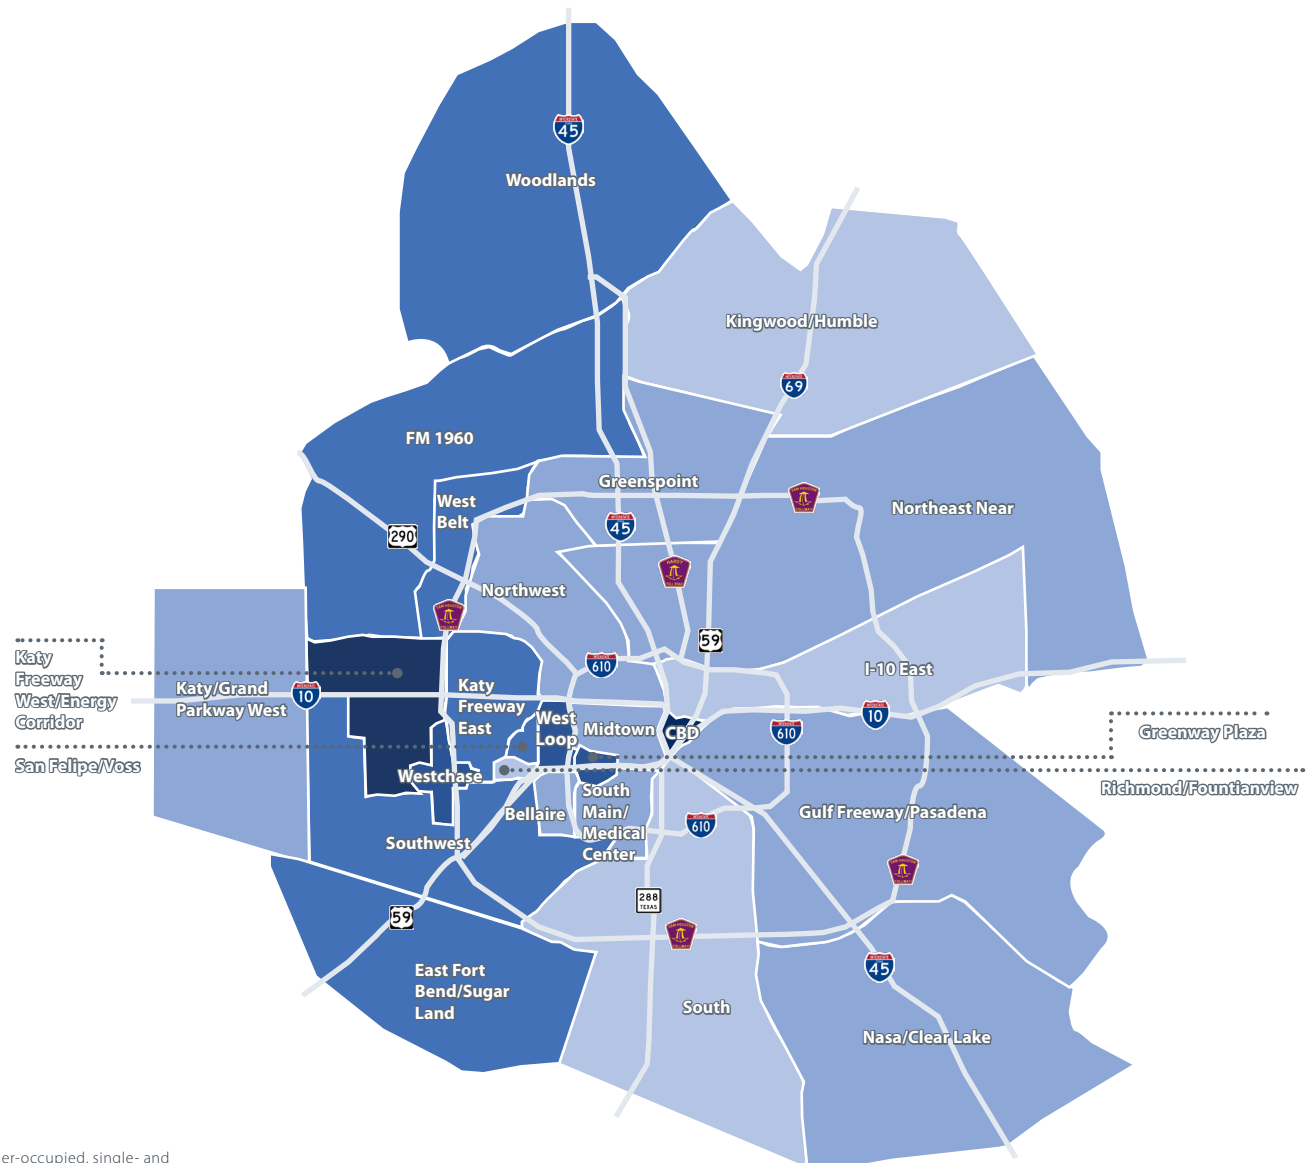 45
Woodlands
Kingwood/Humble
69
FM 1960
Greenspoint
West
Belt
Northeast Near
45
290
HARDY
Northwest
59
610
I-10 East
Katy
Freeway
West/Energy
Corridor
Katy/Grand
Parkway West
10
Katy
Freeway
East
West
Loop
Midtown
CBD
610
10
Greenway Plaza
San Felipe/Voss
Westchase
Richmond/Fountianview
South
Main/
Medical
Center
Bellaire
Gulf Freeway/Pasadena
610
Southwest
288
TEXAS
59
East Fort
Bend/Sugar
Land
45
South
Nasa/Clear Lake
er-occupied, single- and